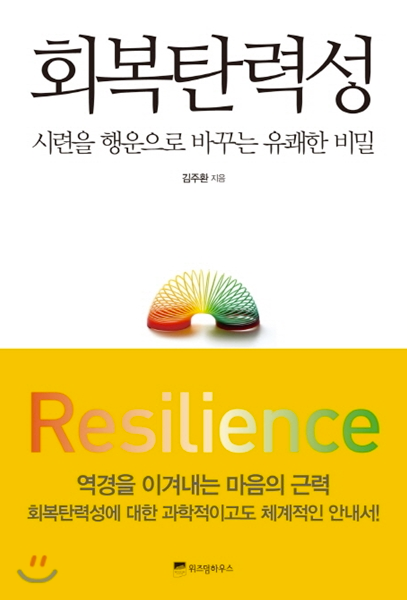 회복탄력성
시련을 행운으로 바꾸는 유쾌한 비밀
김주환 지음
Resilience
역경을 이겨내는 마음의 근력
회복탄력성에 대한 과학적이고도 체계적인 안내서!
위즈덤하우스